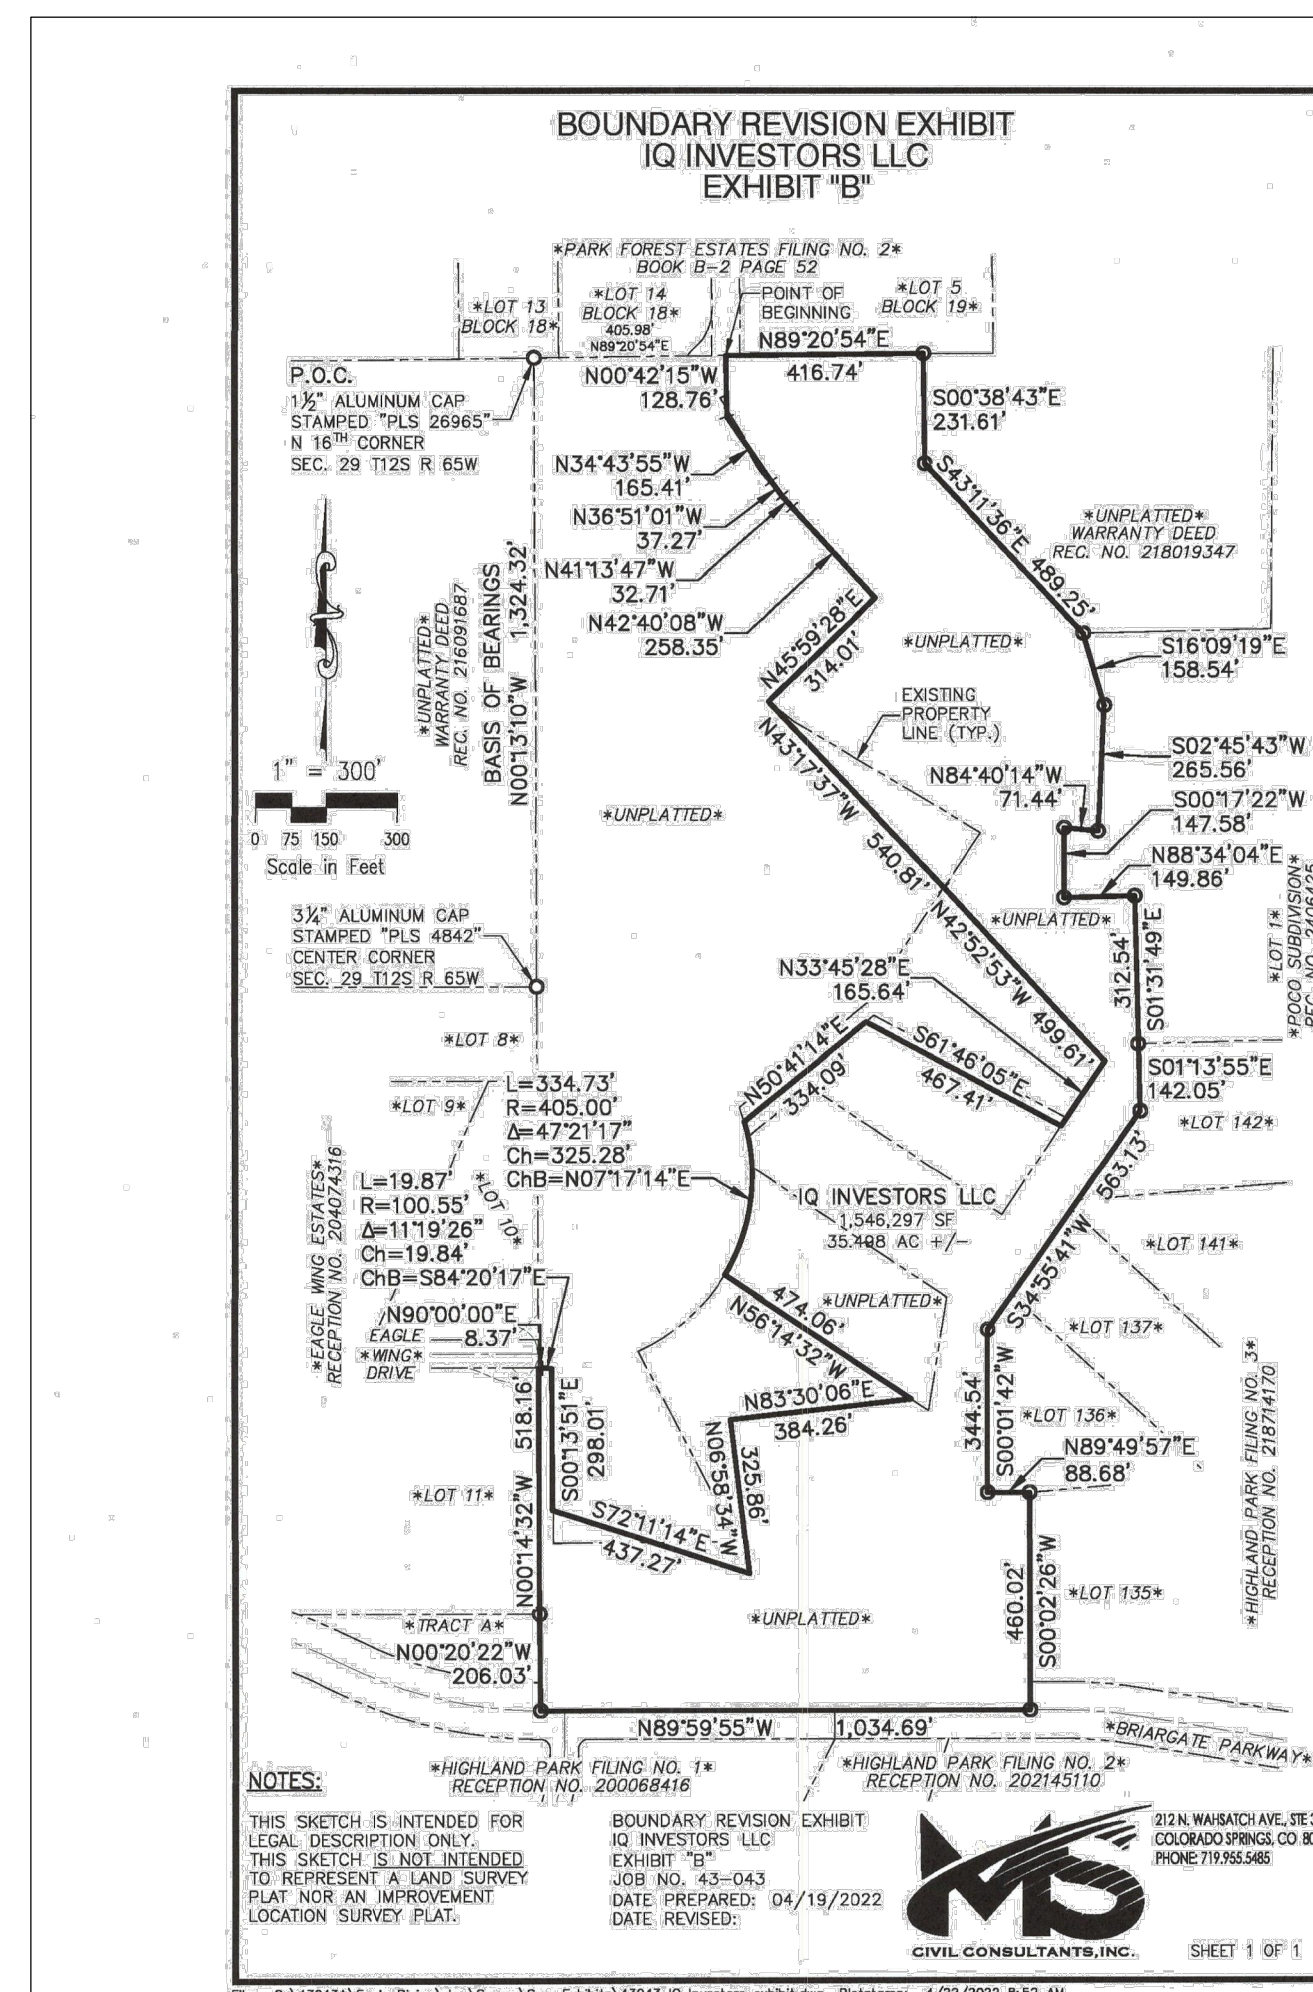 BOUNDARY REVISION EXHIBIT
IQ INVESTORS LLC
EXHIBIT "B"
*PARK FOREST ESTATES FILING NO. 2*
BOOK B-2 PAGE 52
*LOT 13
BLOCK 18*
*LOT 14
BLOCK 18*
405.98'
N89°20'54"E
POINT OF
BEGINNING
*LOT 5
BLOCK 19*
N89°20'54"E
416.74'
P.O.C.
1½" ALUMINUM CAP
STAMPED "PLS 26965"
N 16TH CORNER
SEC. 29 T12S R 65W
N00°42'15"W
128.76'
S00°38'43"E
231.61'
N34°43'55"W
165.41'
N36°51'01"W
37.27'
N41°13'47"W
32.71'
N42°40'08"W
258.35'
S43°11'36"E 489.25'
*UNPLATTED*
WARRANTY DEED
REC. NO. 218019347
*UNPLATTED*
WARRANTY DEED
REC. NO. 216091687
BASIS OF BEARINGS
N00°13'10"W 1,324.32'
N45°59'28"E
314.01'
*UNPLATTED*
S16°09'19"E
158.54'
EXISTING
PROPERTY
LINE (TYP.)
S02°45'43"W
265.56'
N84°40'14"W
71.44'
S00°17'22"W
147.58'
N88°34'04"E
149.86'
1" = 300'
0 75 150 300
Scale in Feet
N43°17'37"W 540.81'
*UNPLATTED*
3¼" ALUMINUM CAP
STAMPED "PLS 4842"
CENTER CORNER
SEC. 29 T12S R 65W
N42°52'53"W 499.61'
*UNPLATTED*
312.54'
S01°31'49"E
*LOT 1*
*POCO SUBDIVISION*
N33°45'28"E
165.64'
*LOT 8*
N50°41'14"E
334.09'
S61°46'05"E
467.41'
S01°13'55"E
142.05'
*LOT 142*
*LOT 9*
L=334.73'
R=405.00'
Δ=47°21'17"
Ch=325.28'
ChB=N07°17'14"E
*LOT 10*
*EAGLE WING ESTATES*
RECEPTION NO. 204074316
L=19.87'
R=100.55'
Δ=11°19'26"
Ch=19.84'
ChB=S84°20'17"E
IQ INVESTORS LLC
1,546,297 SF
35.498 AC +/-
563.13'
S34°55'41"W
*LOT 141*
N90°00'00"E
8.37'
EAGLE
*WING*
DRIVE
474.06'
N56°14'32"W
*UNPLATTED*
*LOT 137*
518.16'
N00°14'32"W
S00°13'51"E
298.01'
N83°30'06"E
384.26'
344.54'
S00°01'42"W
*LOT 136*
N89°49'57"E
88.68'
*HIGHLAND PARK FILING NO. 3*
RECEPTION NO. 218714170
*LOT 11*
S72°11'14"E
437.27'
N06°58'34"W
325.86'
460.02'
S00°02'26"W
*LOT 135*
*UNPLATTED*
*TRACT A*
N00°20'22"W
206.03'
N89°59'55"W 1,034.69'
*BRIARGATE PARKWAY*
*HIGHLAND PARK FILING NO. 1*
RECEPTION NO. 200068416
*HIGHLAND PARK FILING NO. 2*
RECEPTION NO. 202145110
NOTES:
THIS SKETCH IS INTENDED FOR
LEGAL DESCRIPTION ONLY.
THIS SKETCH IS NOT INTENDED
TO REPRESENT A LAND SURVEY
PLAT NOR AN IMPROVEMENT
LOCATION SURVEY PLAT.
BOUNDARY REVISION EXHIBIT
IQ INVESTORS LLC
EXHIBIT "B"
JOB NO. 43-043
DATE PREPARED: 04/19/2022
DATE REVISED:
MS
CIVIL CONSULTANTS, INC.
212 N. WAHSATCH AVE., STE
COLORADO SPRINGS, CO
PHONE: 719.955.5485
SHEET 1 OF 1